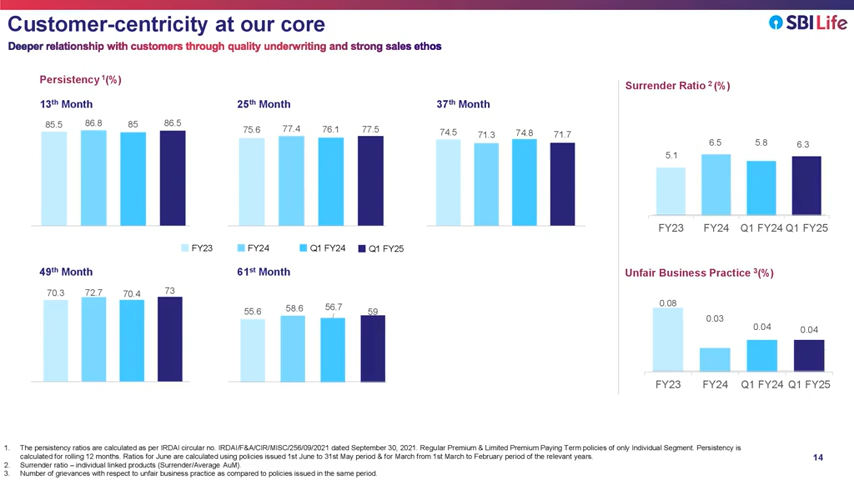 Customer-centricity at our core
SBI Life
Deeper relationship with customers through quality underwriting and strong sales ethos
Persistency ¹(%)
13th Month
85.5 86.8 85 86.5
25th Month
75.6 77.4 76.1 77.5
37th Month
74.5 71.3 74.8 71.7
FY23 FY24 Q1 FY24 Q1 FY25
49th Month
70.3 72.7 70.4 73
61st Month
55.6 58.6 56.7 59
Surrender Ratio ² (%)
5.1 6.5 5.8 6.3
FY23 FY24 Q1 FY24 Q1 FY25
Unfair Business Practice ³(%)
0.08 0.03 0.04 0.04
FY23 FY24 Q1 FY24 Q1 FY25
1. The persistency ratios are calculated as per IRDAI circular no. IRDAI/F&A/CIR/MISC/256/09/2021 dated September 30, 2021. Regular Premium & Limited Premium Paying Term policies of only Individual Segment. Persistency is
calculated for rolling 12 months. Ratios for June are calculated using policies issued 1st June to 31st May period & for March from 1st March to February period of the relevant years.
2. Surrender ratio – individual linked products (Surrender/Average AuM).
3. Number of grievances with respect to unfair business practice as compared to policies issued in the same period.
14